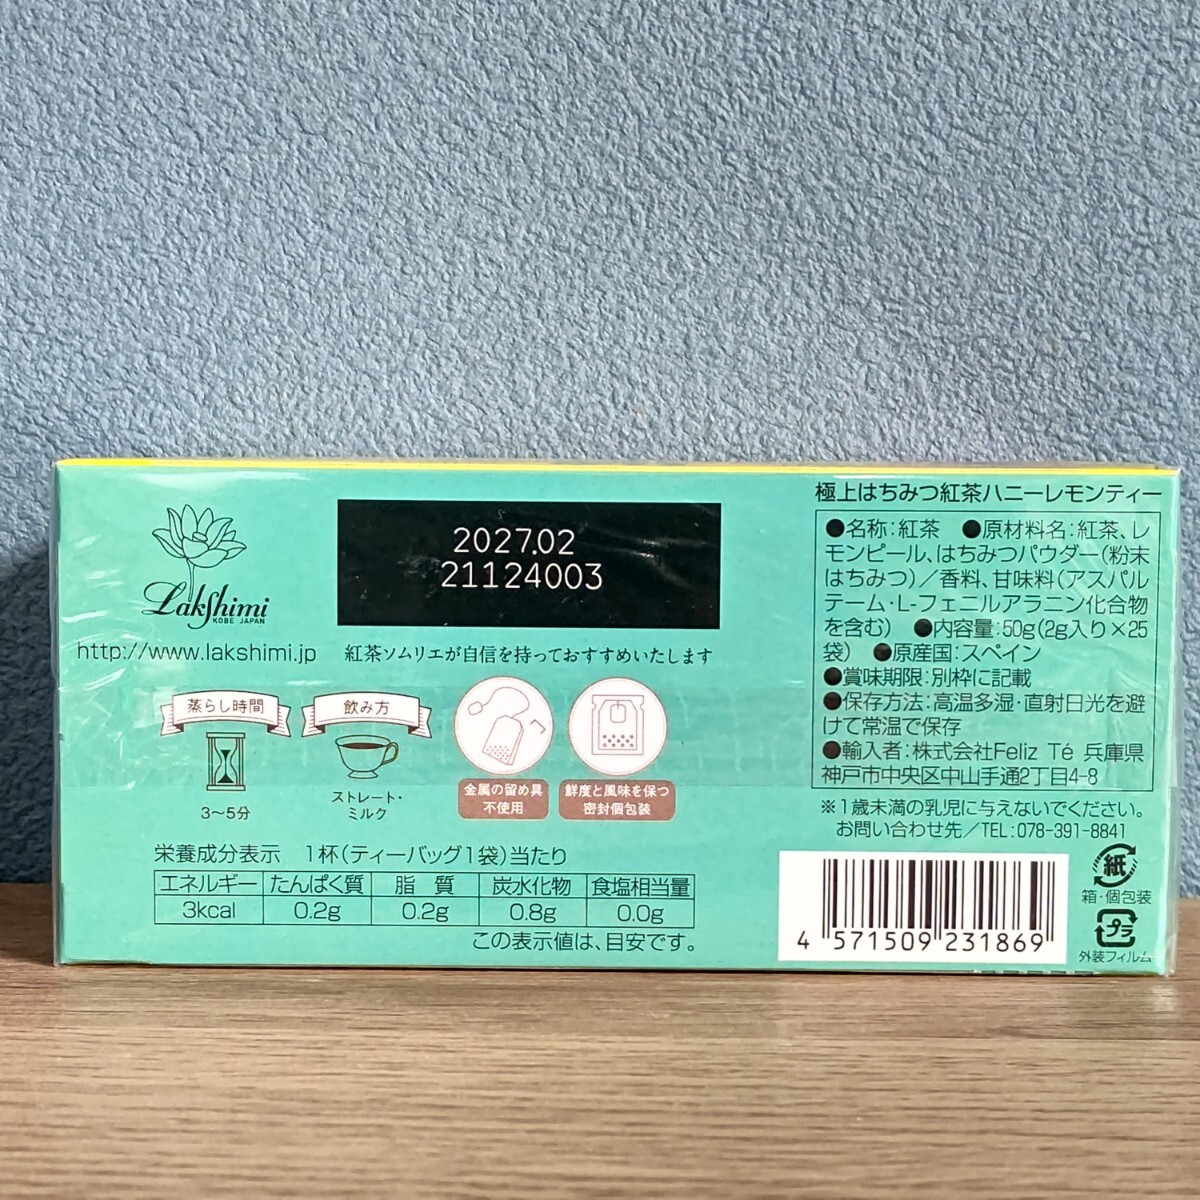 Lakshimi
KOBE JAPAN
http://www.lakshimi.jp
2027.02
21124003
紅茶ソムリエが自信を持っておすすめいたします
蒸らし時間
3～5分
飲み方
ストレート・
ミルク
金属の留め具
不使用
鮮度と風味を保つ
密封個包装
栄養成分表示 1杯(ティーバッグ1袋)当たり
エネルギー たんぱく質 脂 質 炭水化物 食塩相当量
3kcal 0.2g 0.2g 0.8g 0.0g
この表示値は、目安です。
極上はちみつ紅茶ハニーレモンティー
●名称:紅茶 ●原材料名:紅茶、レ
モンピール、はちみつパウダー(粉末
はちみつ)／香料、甘味料(アスパル
テーム・L-フェニルアラニン化合物
を含む) ●内容量:50g(2g入り×25
袋) ●原産国:スペイン
●賞味期限:別枠に記載
●保存方法:高温多湿・直射日光を避
けて常温で保存
●輸入者:株式会社Feliz Té 兵庫県
神戸市中央区中山手通2丁目4-8
※1歳未満の乳児に与えないでください。
お問い合わせ先／TEL:078-391-8841
4 571509 231869
紙
箱・個包装
プラ
外装フィルム